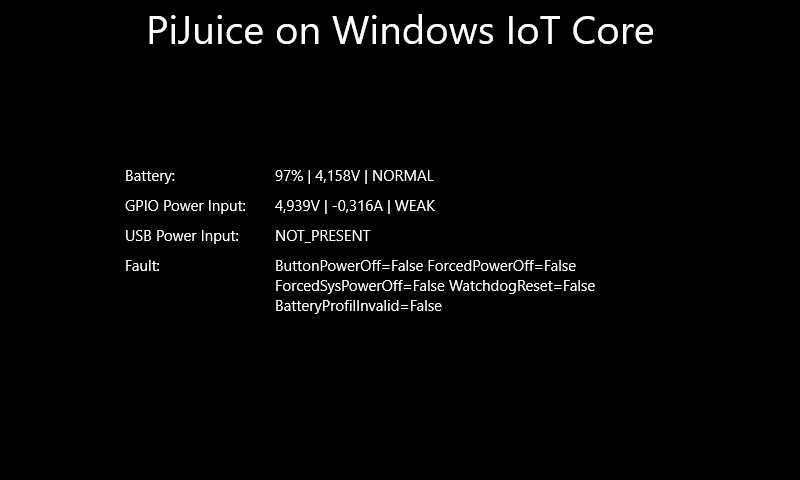 PiJuice on Windows IoT Core
Battery: 97% | 4,158V | NORMAL
GPIO Power Input: 4,939V | -0,316A | WEAK
USB Power Input: NOT_PRESENT
Fault: ButtonPowerOff=False ForcedPowerOff=False
ForcedSysPowerOff=False WatchdogReset=False
BatteryProfilInvalid=False